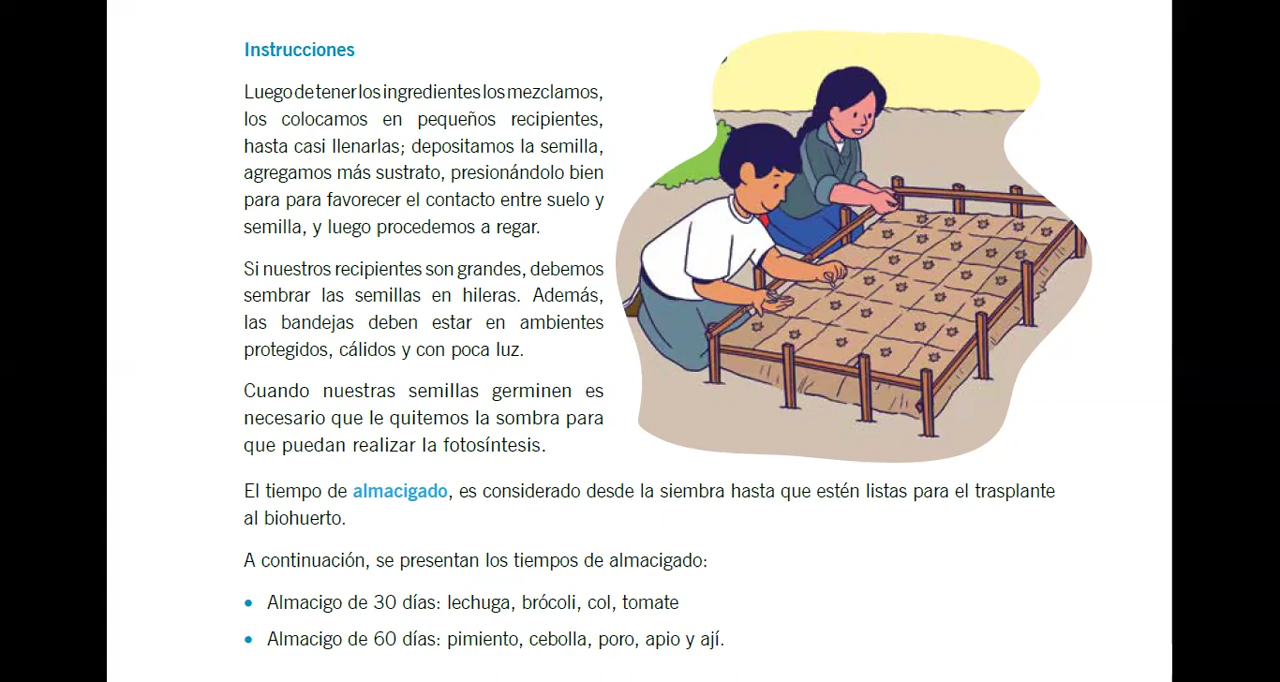 Instrucciones
Luego de tener los ingredientes los mezclamos,
los colocamos en pequeños recipientes,
hasta casi llenarlas; depositamos la semilla,
agregamos más sustrato, presionándolo bien
para para favorecer el contacto entre suelo y
semilla, y luego procedemos a regar.
Si nuestros recipientes son grandes, debemos
sembrar las semillas en hileras. Además,
las bandejas deben estar en ambientes
protegidos, cálidos y con poca luz.
Cuando nuestras semillas germinen es
necesario que le quitemos la sombra para
que puedan realizar la fotosíntesis.
El tiempo de almacigado, es considerado desde la siembra hasta que estén listas para el trasplante
al biohuerto.
A continuación, se presentan los tiempos de almacigado:
• Almacigo de 30 días: lechuga, brócoli, col, tomate
• Almacigo de 60 días: pimiento, cebolla, poro, apio y ají.